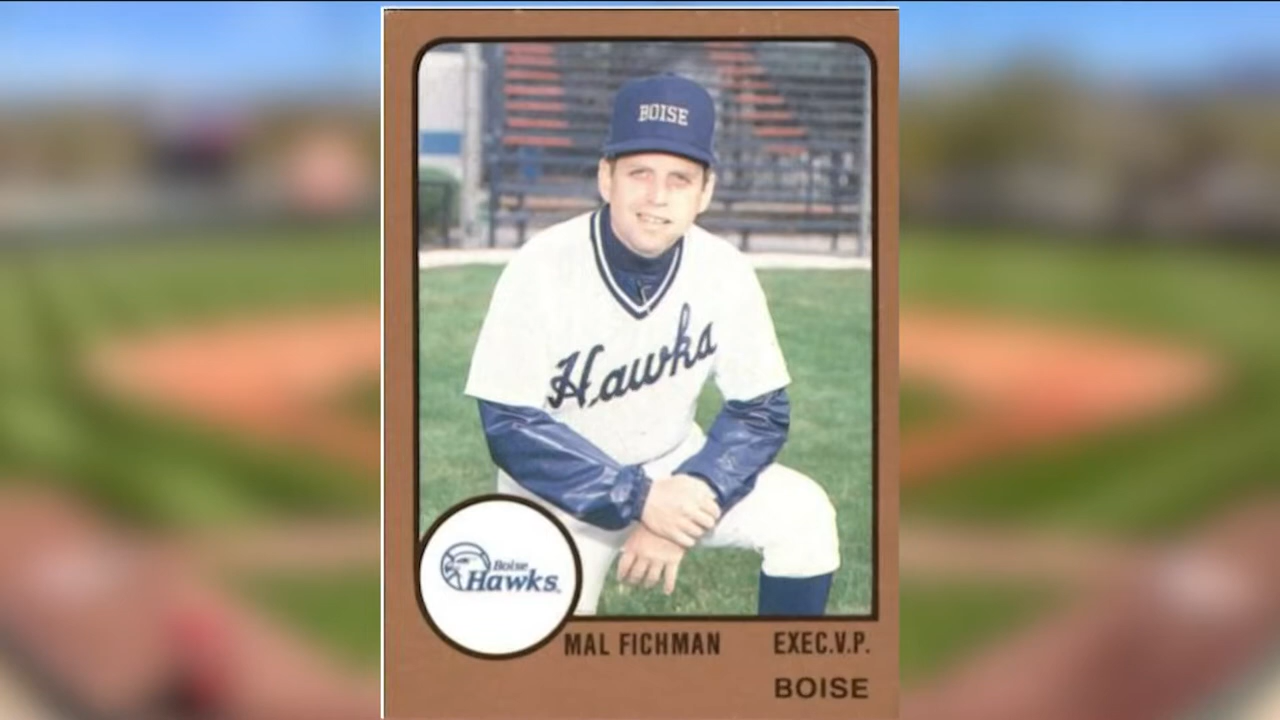 BOISE
Hawks
Boise
Hawks
MAL FICHMAN EXEC.V.P.
BOISE